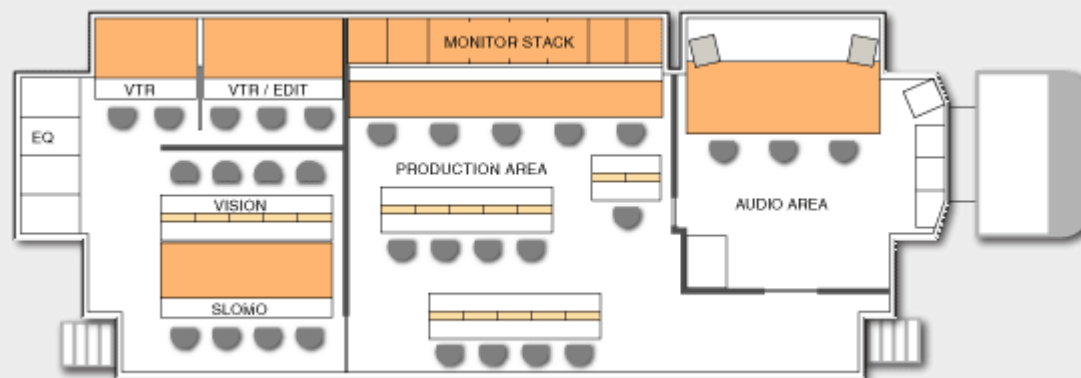 MONITOR STACK
VTR
VTR / EDIT
EQ
PRODUCTION AREA
VISION
AUDIO AREA
SLOMO